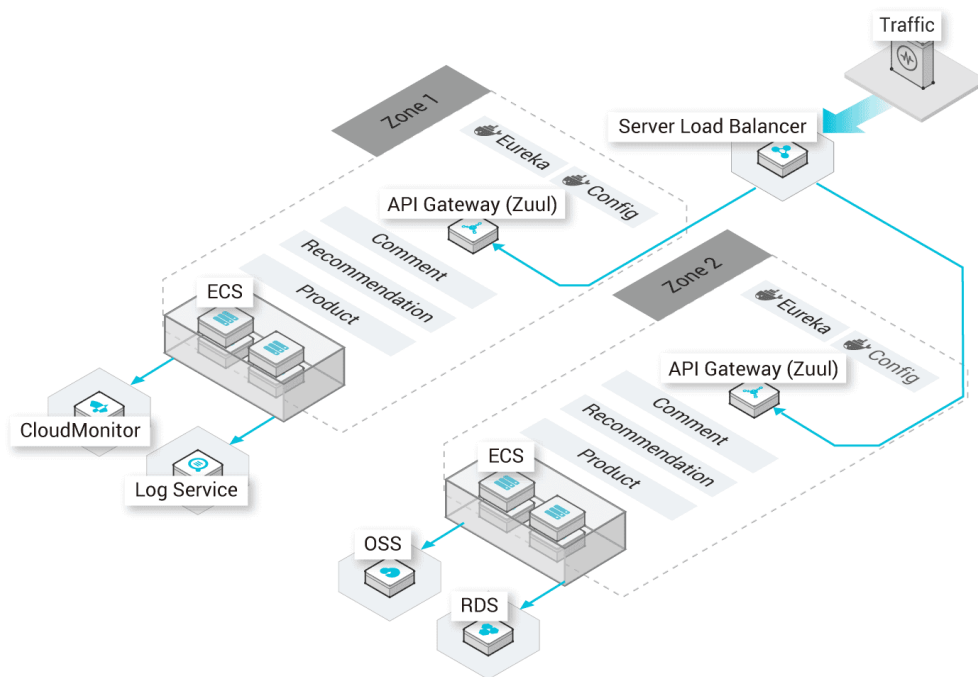 Traffic
Server Load Balancer
Zone 1
Eureka
Config
API Gateway (Zuul)
Comment
Recommendation
Product
ECS
CloudMonitor
Log Service
Zone 2
Eureka
Config
API Gateway (Zuul)
Comment
Recommendation
Product
ECS
OSS
RDS